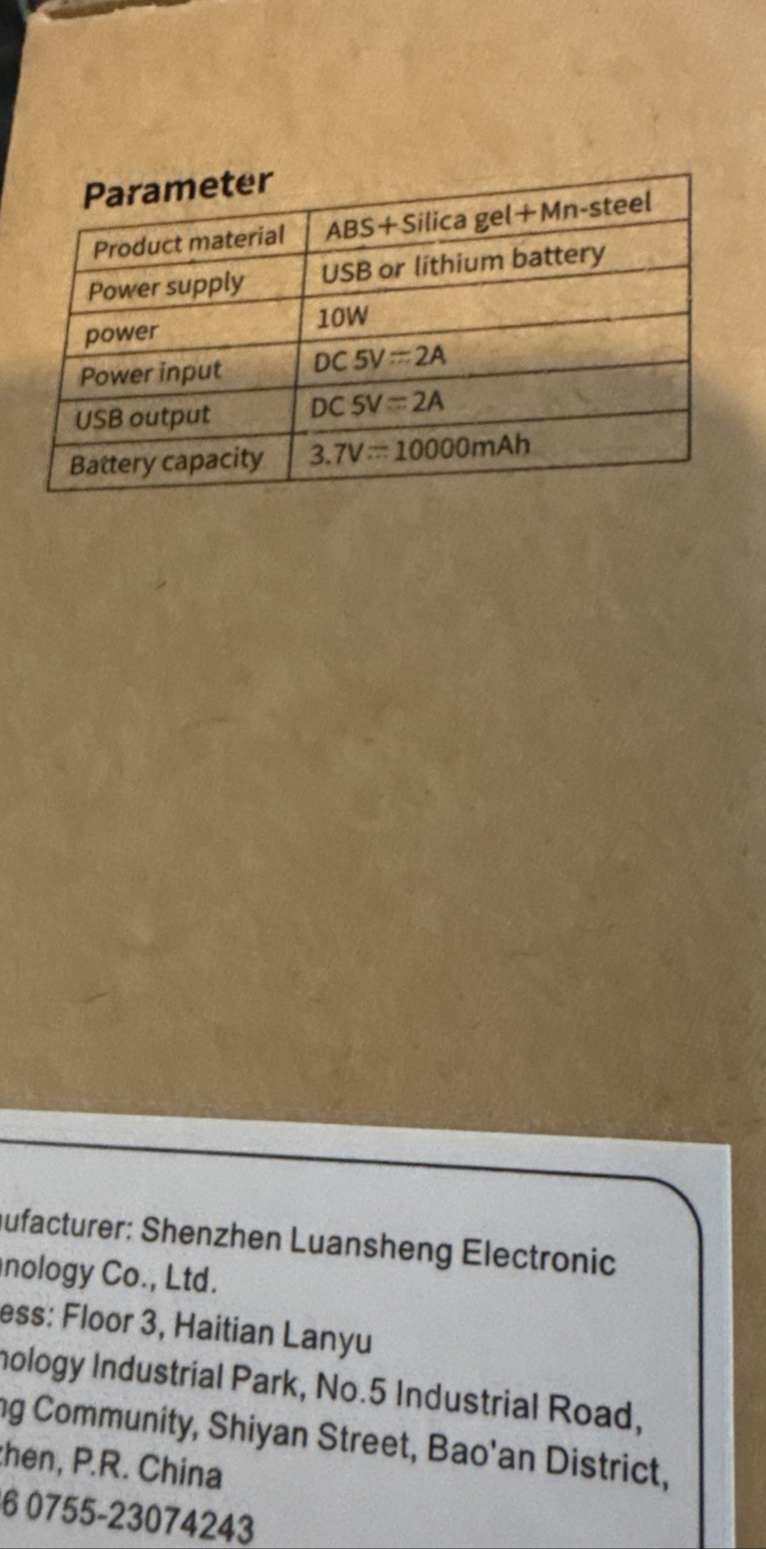 Parameter
Product material ABS+Silica gel+Mn-steel
Power supply USB or lithium battery
power 10W
Power input DC 5V⎓2A
USB output DC 5V⎓2A
Battery capacity 3.7V⎓10000mAh
ufacturer: Shenzhen Luansheng Electronic
nology Co., Ltd.
ess: Floor 3, Haitian Lanyu
nology Industrial Park, No.5 Industrial Road,
ng Community, Shiyan Street, Bao'an District,
hen, P.R. China
6 0755-23074243